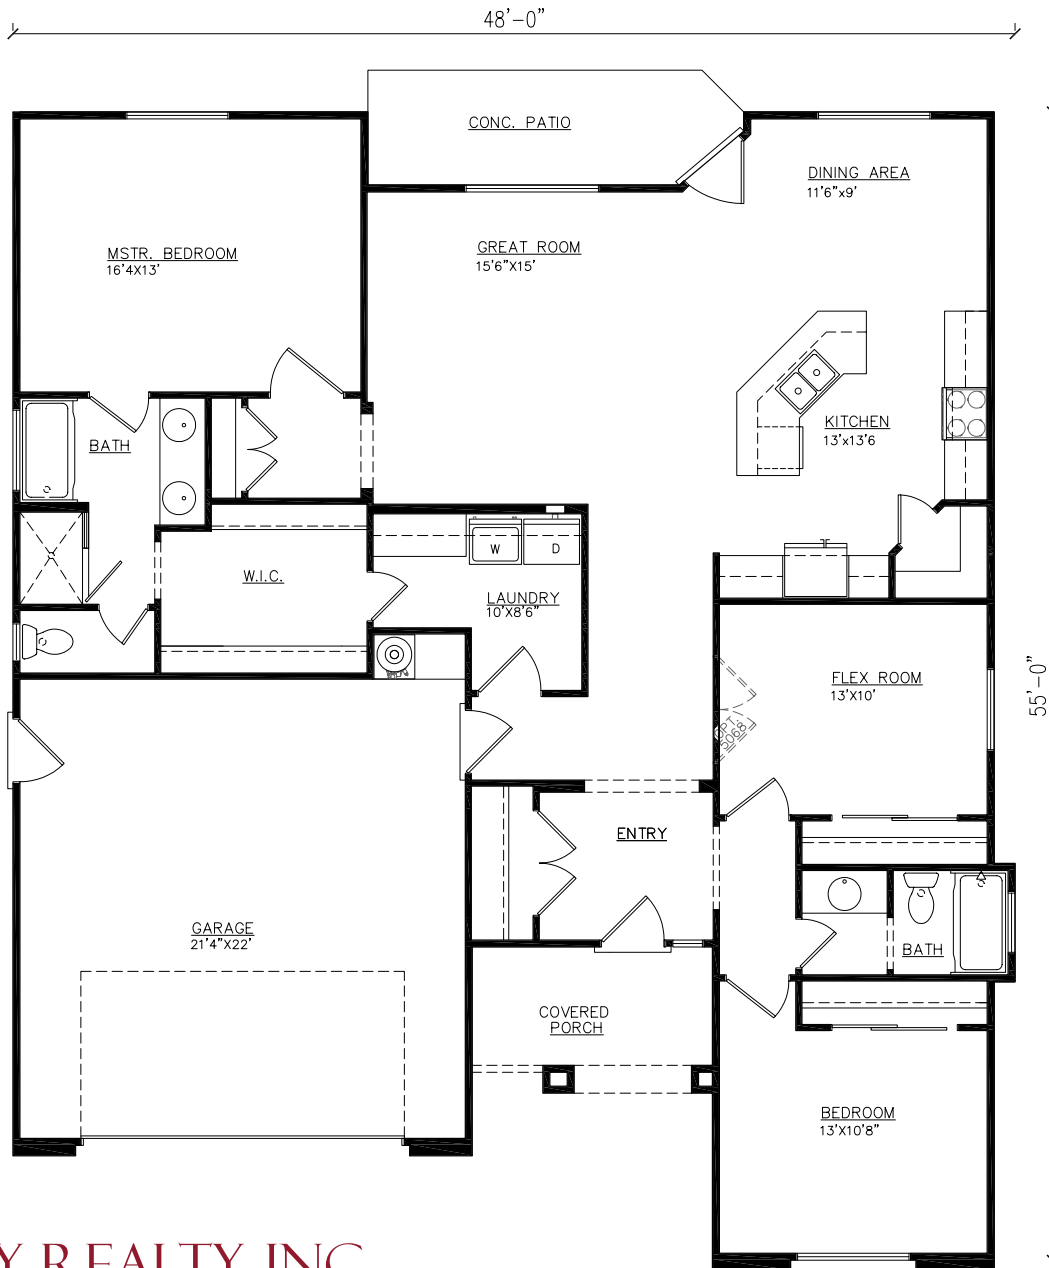 48'-0"
CONC. PATIO
DINING AREA
11'6"x9'
MSTR. BEDROOM
16'4X13'
GREAT ROOM
15'6"X15'
KITCHEN
13'x13'6
BATH
W.I.C.
W
D
LAUNDRY
10'X8'6"
FLEX ROOM
13'X10'
55'-0"
OPT.
5068
ENTRY
GARAGE
21'4"X22'
BATH
COVERED
PORCH
BEDROOM
13'X10'8"
Y REALTY INC